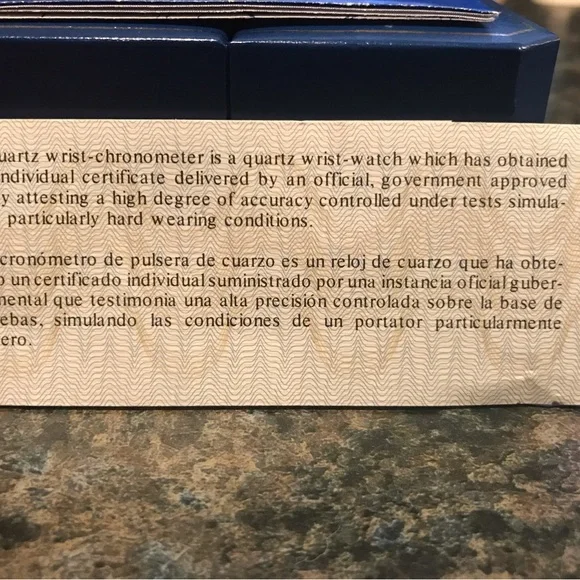 uartz wrist-chronometer is a quartz wrist-watch which has obtained
ndividual certificate delivered by an official, government approved
y attesting a high degree of accuracy controlled under tests simula-
particularly hard wearing conditions.
cronómetro de pulsera de cuarzo es un reloj de cuarzo que ha obte-
o un certificado individual suministrado por una instancia oficial guber-
mental que testimonia una alta precisión controlada sobre la base de
ebas, simulando las condiciones de un portator particularmente
ero.